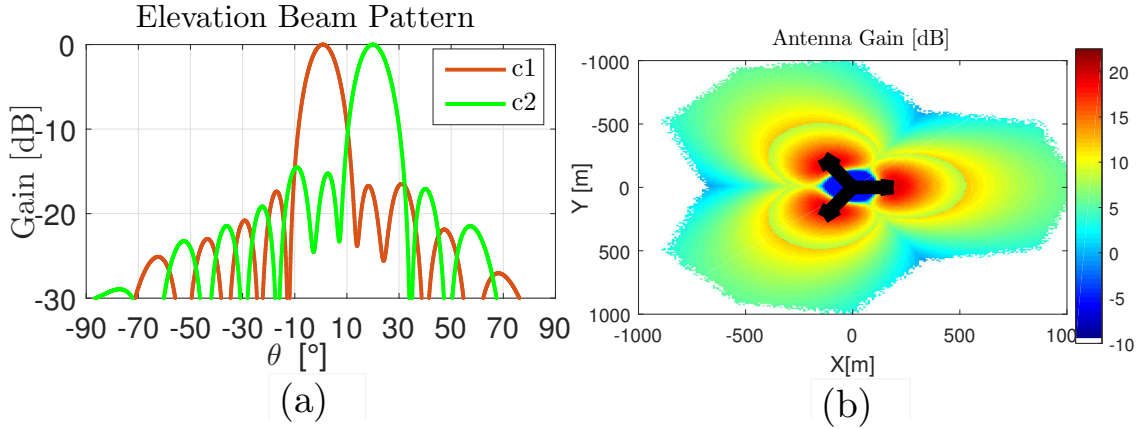 Elevation Beam Pattern
0
-10
-20
-30
Gain [dB]
c1
c2
-90 -70 -50 -30 -10 10 30 50 70 90
θ [°]
(a)
Antenna Gain [dB]
-1000
-500
0
500
1000
Y [m]
-500 0 500 1000
X[m]
20
15
10
5
0
-5
-10
(b)